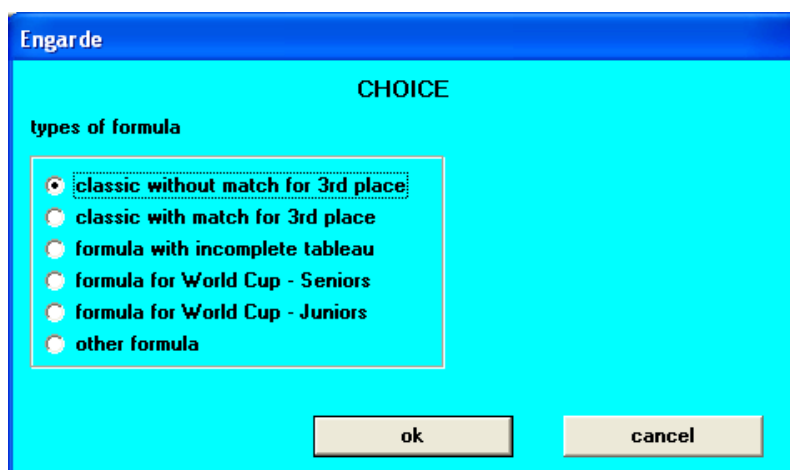 Engarde
CHOICE
types of formula
classic without match for 3rd place
classic with match for 3rd place
formula with incomplete tableau
formula for World Cup - Seniors
formula for World Cup - Juniors
other formula
ok cancel